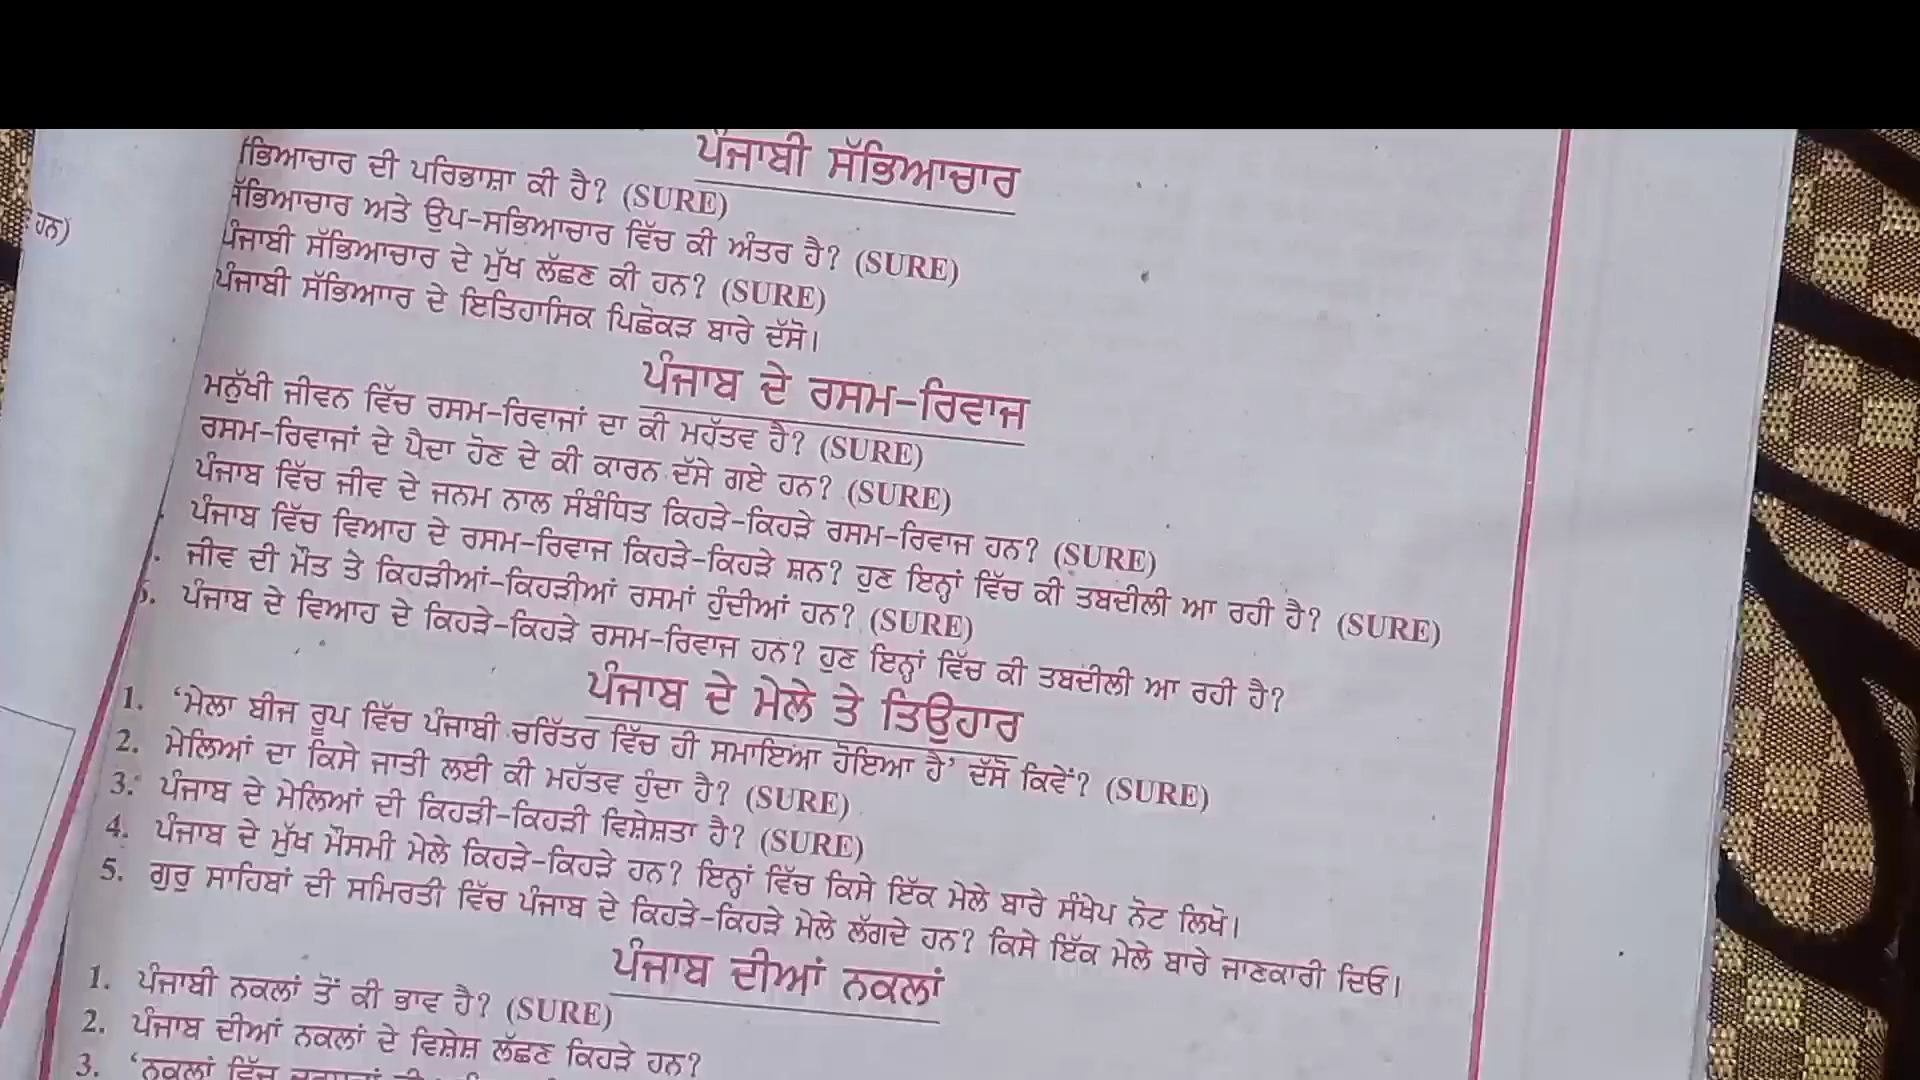 ਪੰਜਾਬੀ ਸੱਭਿਆਚਾਰ
ਸੱਭਿਆਚਾਰ ਦੀ ਪਰਿਭਾਸ਼ਾ ਕੀ ਹੈ? (SURE)
ਸੱਭਿਆਚਾਰ ਅਤੇ ਉਪ-ਸਭਿਆਚਾਰ ਵਿੱਚ ਕੀ ਅੰਤਰ ਹੈ? (SURE)
ਪੰਜਾਬੀ ਸੱਭਿਆਚਾਰ ਦੇ ਮੁੱਖ ਲੱਛਣ ਕੀ ਹਨ? (SURE)
ਪੰਜਾਬੀ ਸੱਭਿਆਾਰ ਦੇ ਇਤਿਹਾਸਿਕ ਪਿਛੋਕੜ ਬਾਰੇ ਦੱਸੋ।
ਹਨ)
ਪੰਜਾਬ ਦੇ ਰਸਮ-ਰਿਵਾਜ
ਮਨੁੱਖੀ ਜੀਵਨ ਵਿੱਚ ਰਸਮ-ਰਿਵਾਜਾਂ ਦਾ ਕੀ ਮਹੱਤਵ ਹੈ? (SURE)
ਰਸਮ-ਰਿਵਾਜਾਂ ਦੇ ਪੈਦਾ ਹੋਣ ਦੇ ਕੀ ਕਾਰਨ ਦੱਸੇ ਗਏ ਹਨ? (SURE)
ਪੰਜਾਬ ਵਿੱਚ ਜੀਵ ਦੇ ਜਨਮ ਨਾਲ ਸੰਬੰਧਿਤ ਕਿਹੜੇ-ਕਿਹੜੇ ਰਸਮ-ਰਿਵਾਜ ਹਨ? (SURE)
ਪੰਜਾਬ ਵਿੱਚ ਵਿਆਹ ਦੇ ਰਸਮ-ਰਿਵਾਜ ਕਿਹੜੇ-ਕਿਹੜੇ ਸ਼ਨ? ਹੁਣ ਇਨ੍ਹਾਂ ਵਿੱਚ ਕੀ ਤਬਦੀਲੀ ਆ ਰਹੀ ਹੈ? (SURE)
ਜੀਵ ਦੀ ਮੌਤ ਤੇ ਕਿਹੜੀਆਂ-ਕਿਹੜੀਆਂ ਰਸਮਾਂ ਹੁੰਦੀਆਂ ਹਨ? (SURE)
ਪੰਜਾਬ ਦੇ ਵਿਆਹ ਦੇ ਕਿਹੜੇ-ਕਿਹੜੇ ਰਸਮ-ਰਿਵਾਜ ਹਨ? ਹੁਣ ਇਨ੍ਹਾਂ ਵਿੱਚ ਕੀ ਤਬਦੀਲੀ ਆ ਰਹੀ ਹੈ?
ਪੰਜਾਬ ਦੇ ਮੇਲੇ ਤੇ ਤਿਉਹਾਰ
1. 'ਮੇਲਾ ਬੀਜ ਰੂਪ ਵਿੱਚ ਪੰਜਾਬੀ ਚਰਿੱਤਰ ਵਿੱਚ ਹੀ ਸਮਾਇਆ ਹੋਇਆ ਹੈ' ਦੱਸੋ ਕਿਵੇਂ? (SURE)
2. ਮੇਲਿਆਂ ਦਾ ਕਿਸੇ ਜਾਤੀ ਲਈ ਕੀ ਮਹੱਤਵ ਹੁੰਦਾ ਹੈ? (SURE)
3. ਪੰਜਾਬ ਦੇ ਮੇਲਿਆਂ ਦੀ ਕਿਹੜੀ-ਕਿਹੜੀ ਵਿਸ਼ੇਸ਼ਤਾ ਹੈ? (SURE)
4. ਪੰਜਾਬ ਦੇ ਮੁੱਖ ਮੌਸਮੀ ਮੇਲੇ ਕਿਹੜੇ-ਕਿਹੜੇ ਹਨ? ਇਨ੍ਹਾਂ ਵਿੱਚ ਕਿਸੇ ਇੱਕ ਮੇਲੇ ਬਾਰੇ ਸੰਖੇਪ ਨੋਟ ਲਿਖੋ।
5. ਗੁਰੁ ਸਾਹਿਬਾਂ ਦੀ ਸਮਿਰਤੀ ਵਿੱਚ ਪੰਜਾਬ ਦੇ ਕਿਹੜੇ-ਕਿਹੜੇ ਮੇਲੇ ਲੱਗਦੇ ਹਨ? ਕਿਸੇ ਇੱਕ ਮੇਲੇ ਬਾਰੇ ਜਾਣਕਾਰੀ ਦਿਓ।
ਪੰਜਾਬ ਦੀਆਂ ਨਕਲਾਂ
1. ਪੰਜਾਬੀ ਨਕਲਾਂ ਤੋਂ ਕੀ ਭਾਵ ਹੈ? (SURE)
2. ਪੰਜਾਬ ਦੀਆਂ ਨਕਲਾਂ ਦੇ ਵਿਸ਼ੇਸ਼ ਲੱਛਣ ਕਿਹੜੇ ਹਨ?
3. 'ਨਕਲਾਂ ਵਿੱਚ